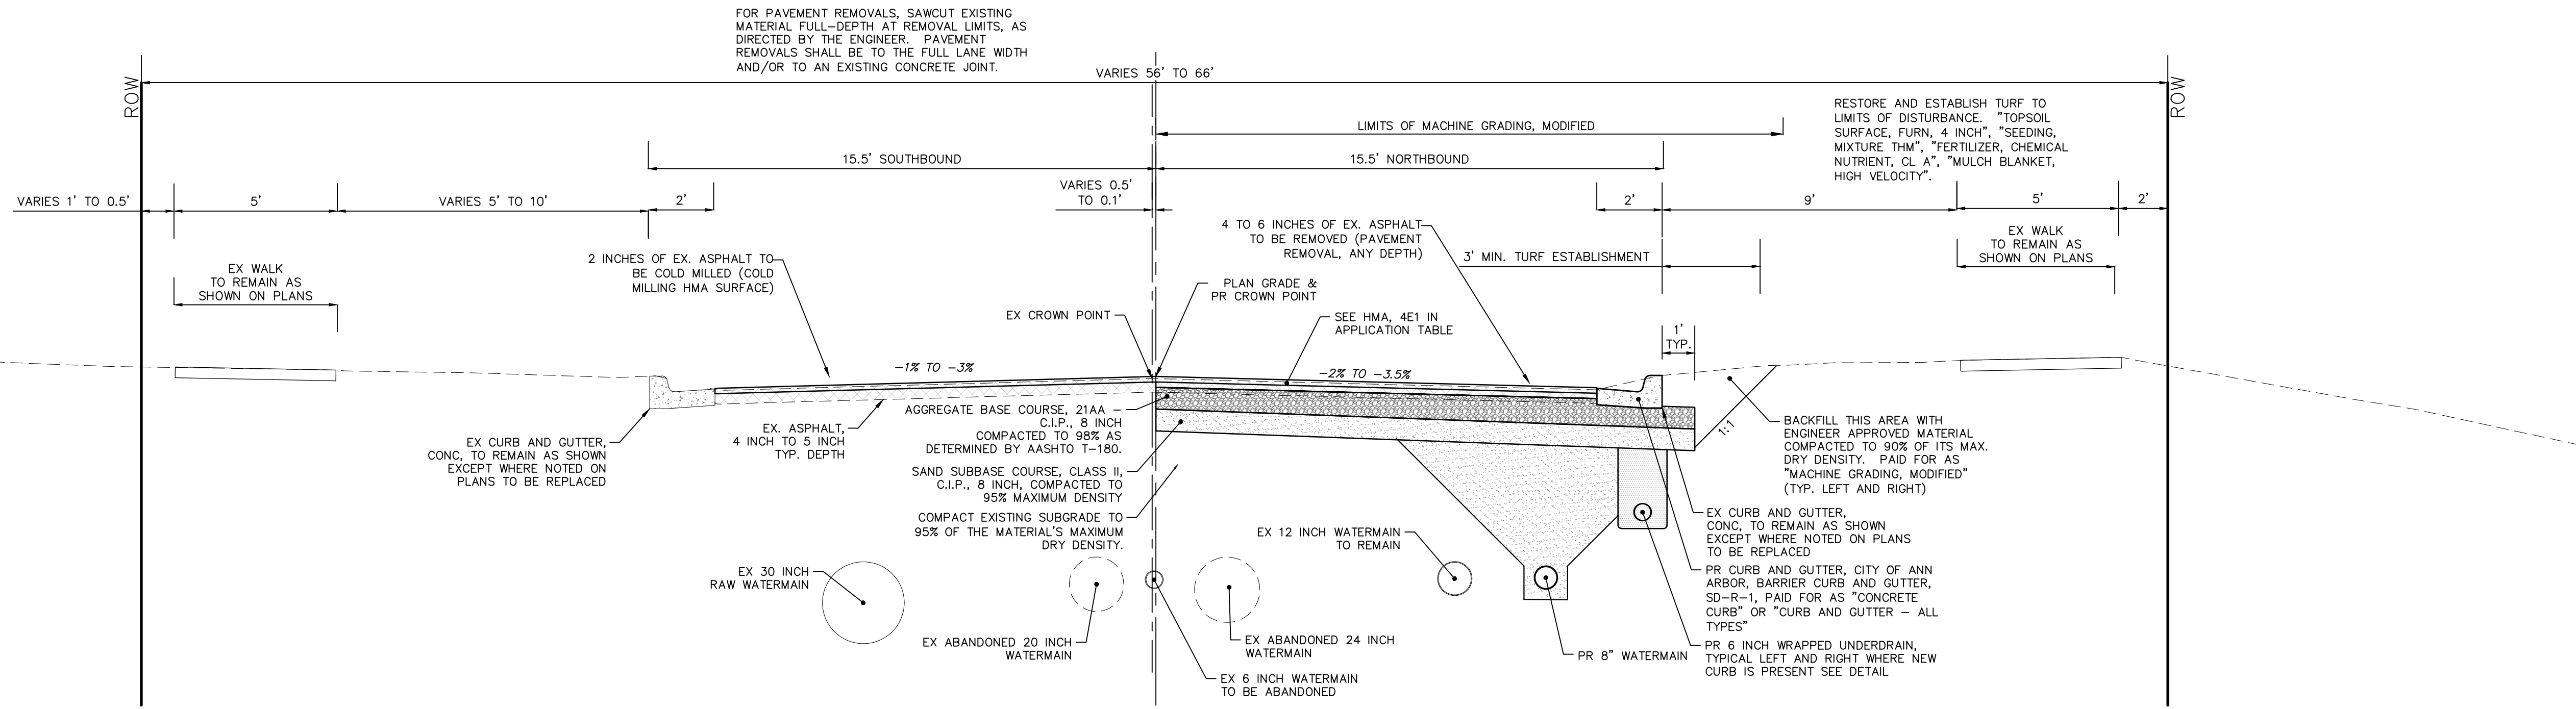 FOR PAVEMENT REMOVALS, SAWCUT EXISTING
MATERIAL FULL-DEPTH AT REMOVAL LIMITS, AS
DIRECTED BY THE ENGINEER. PAVEMENT
REMOVALS SHALL BE TO THE FULL LANE WIDTH
AND/OR TO AN EXISTING CONCRETE JOINT.
VARIES 56' TO 66'
ROW
ROW
RESTORE AND ESTABLISH TURF TO
LIMITS OF DISTURBANCE. "TOPSOIL
SURFACE, FURN, 4 INCH", "SEEDING,
MIXTURE THM", "FERTILIZER, CHEMICAL
NUTRIENT, CL A", "MULCH BLANKET,
HIGH VELOCITY".
LIMITS OF MACHINE GRADING, MODIFIED
15.5' SOUTHBOUND
15.5' NORTHBOUND
VARIES 1' TO 0.5'
5'
VARIES 5' TO 10'
2'
VARIES 0.5'
TO 0.1'
2'
9'
5'
2'
4 TO 6 INCHES OF EX. ASPHALT
TO BE REMOVED (PAVEMENT
REMOVAL, ANY DEPTH)
3' MIN. TURF ESTABLISHMENT
EX WALK
TO REMAIN AS
SHOWN ON PLANS
EX WALK
TO REMAIN AS
SHOWN ON PLANS
2 INCHES OF EX. ASPHALT TO
BE COLD MILLED (COLD
MILLING HMA SURFACE)
PLAN GRADE &
PR CROWN POINT
EX CROWN POINT
SEE HMA, 4E1 IN
APPLICATION TABLE
1'
TYP.
-1% TO -3%
-2% TO -3.5%
EX CURB AND GUTTER,
CONC, TO REMAIN AS SHOWN
EXCEPT WHERE NOTED ON
PLANS TO BE REPLACED
EX. ASPHALT,
4 INCH TO 5 INCH
TYP. DEPTH
AGGREGATE BASE COURSE, 21AA -
C.I.P., 8 INCH
COMPACTED TO 98% AS
DETERMINED BY AASHTO T-180.
SAND SUBBASE COURSE, CLASS II,
C.I.P., 8 INCH, COMPACTED TO
95% MAXIMUM DENSITY
COMPACT EXISTING SUBGRADE TO
95% OF THE MATERIAL'S MAXIMUM
DRY DENSITY.
1:1
BACKFILL THIS AREA WITH
ENGINEER APPROVED MATERIAL
COMPACTED TO 90% OF ITS MAX.
DRY DENSITY. PAID FOR AS
"MACHINE GRADING, MODIFIED"
(TYP. LEFT AND RIGHT)
EX CURB AND GUTTER,
CONC, TO REMAIN AS SHOWN
EXCEPT WHERE NOTED ON PLANS
TO BE REPLACED
EX 12 INCH WATERMAIN
TO REMAIN
EX 30 INCH
RAW WATERMAIN
PR CURB AND GUTTER, CITY OF ANN
ARBOR, BARRIER CURB AND GUTTER,
SD-R-1, PAID FOR AS "CONCRETE
CURB" OR "CURB AND GUTTER - ALL
TYPES"
EX ABANDONED 20 INCH
WATERMAIN
EX ABANDONED 24 INCH
WATERMAIN
PR 8" WATERMAIN
PR 6 INCH WRAPPED UNDERDRAIN,
TYPICAL LEFT AND RIGHT WHERE NEW
CURB IS PRESENT SEE DETAIL
EX 6 INCH WATERMAIN
TO BE ABANDONED